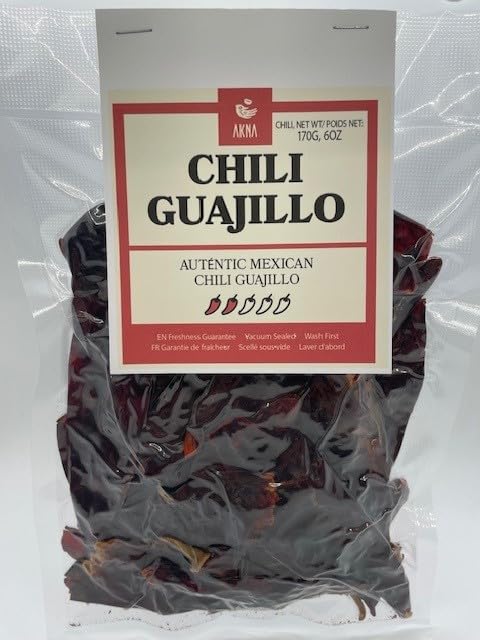 AKNA
CHILI, NET WT/ POIDS NET:
170G, 6OZ
CHILI
GUAJILLO
AUTÉNTIC MEXICAN
CHILI GUAJILLO
EN Freshness Guarantee Vacuum Sealed Wash First
FR Garantie de fraîcheur Scellé sous-vide Laver d'abord